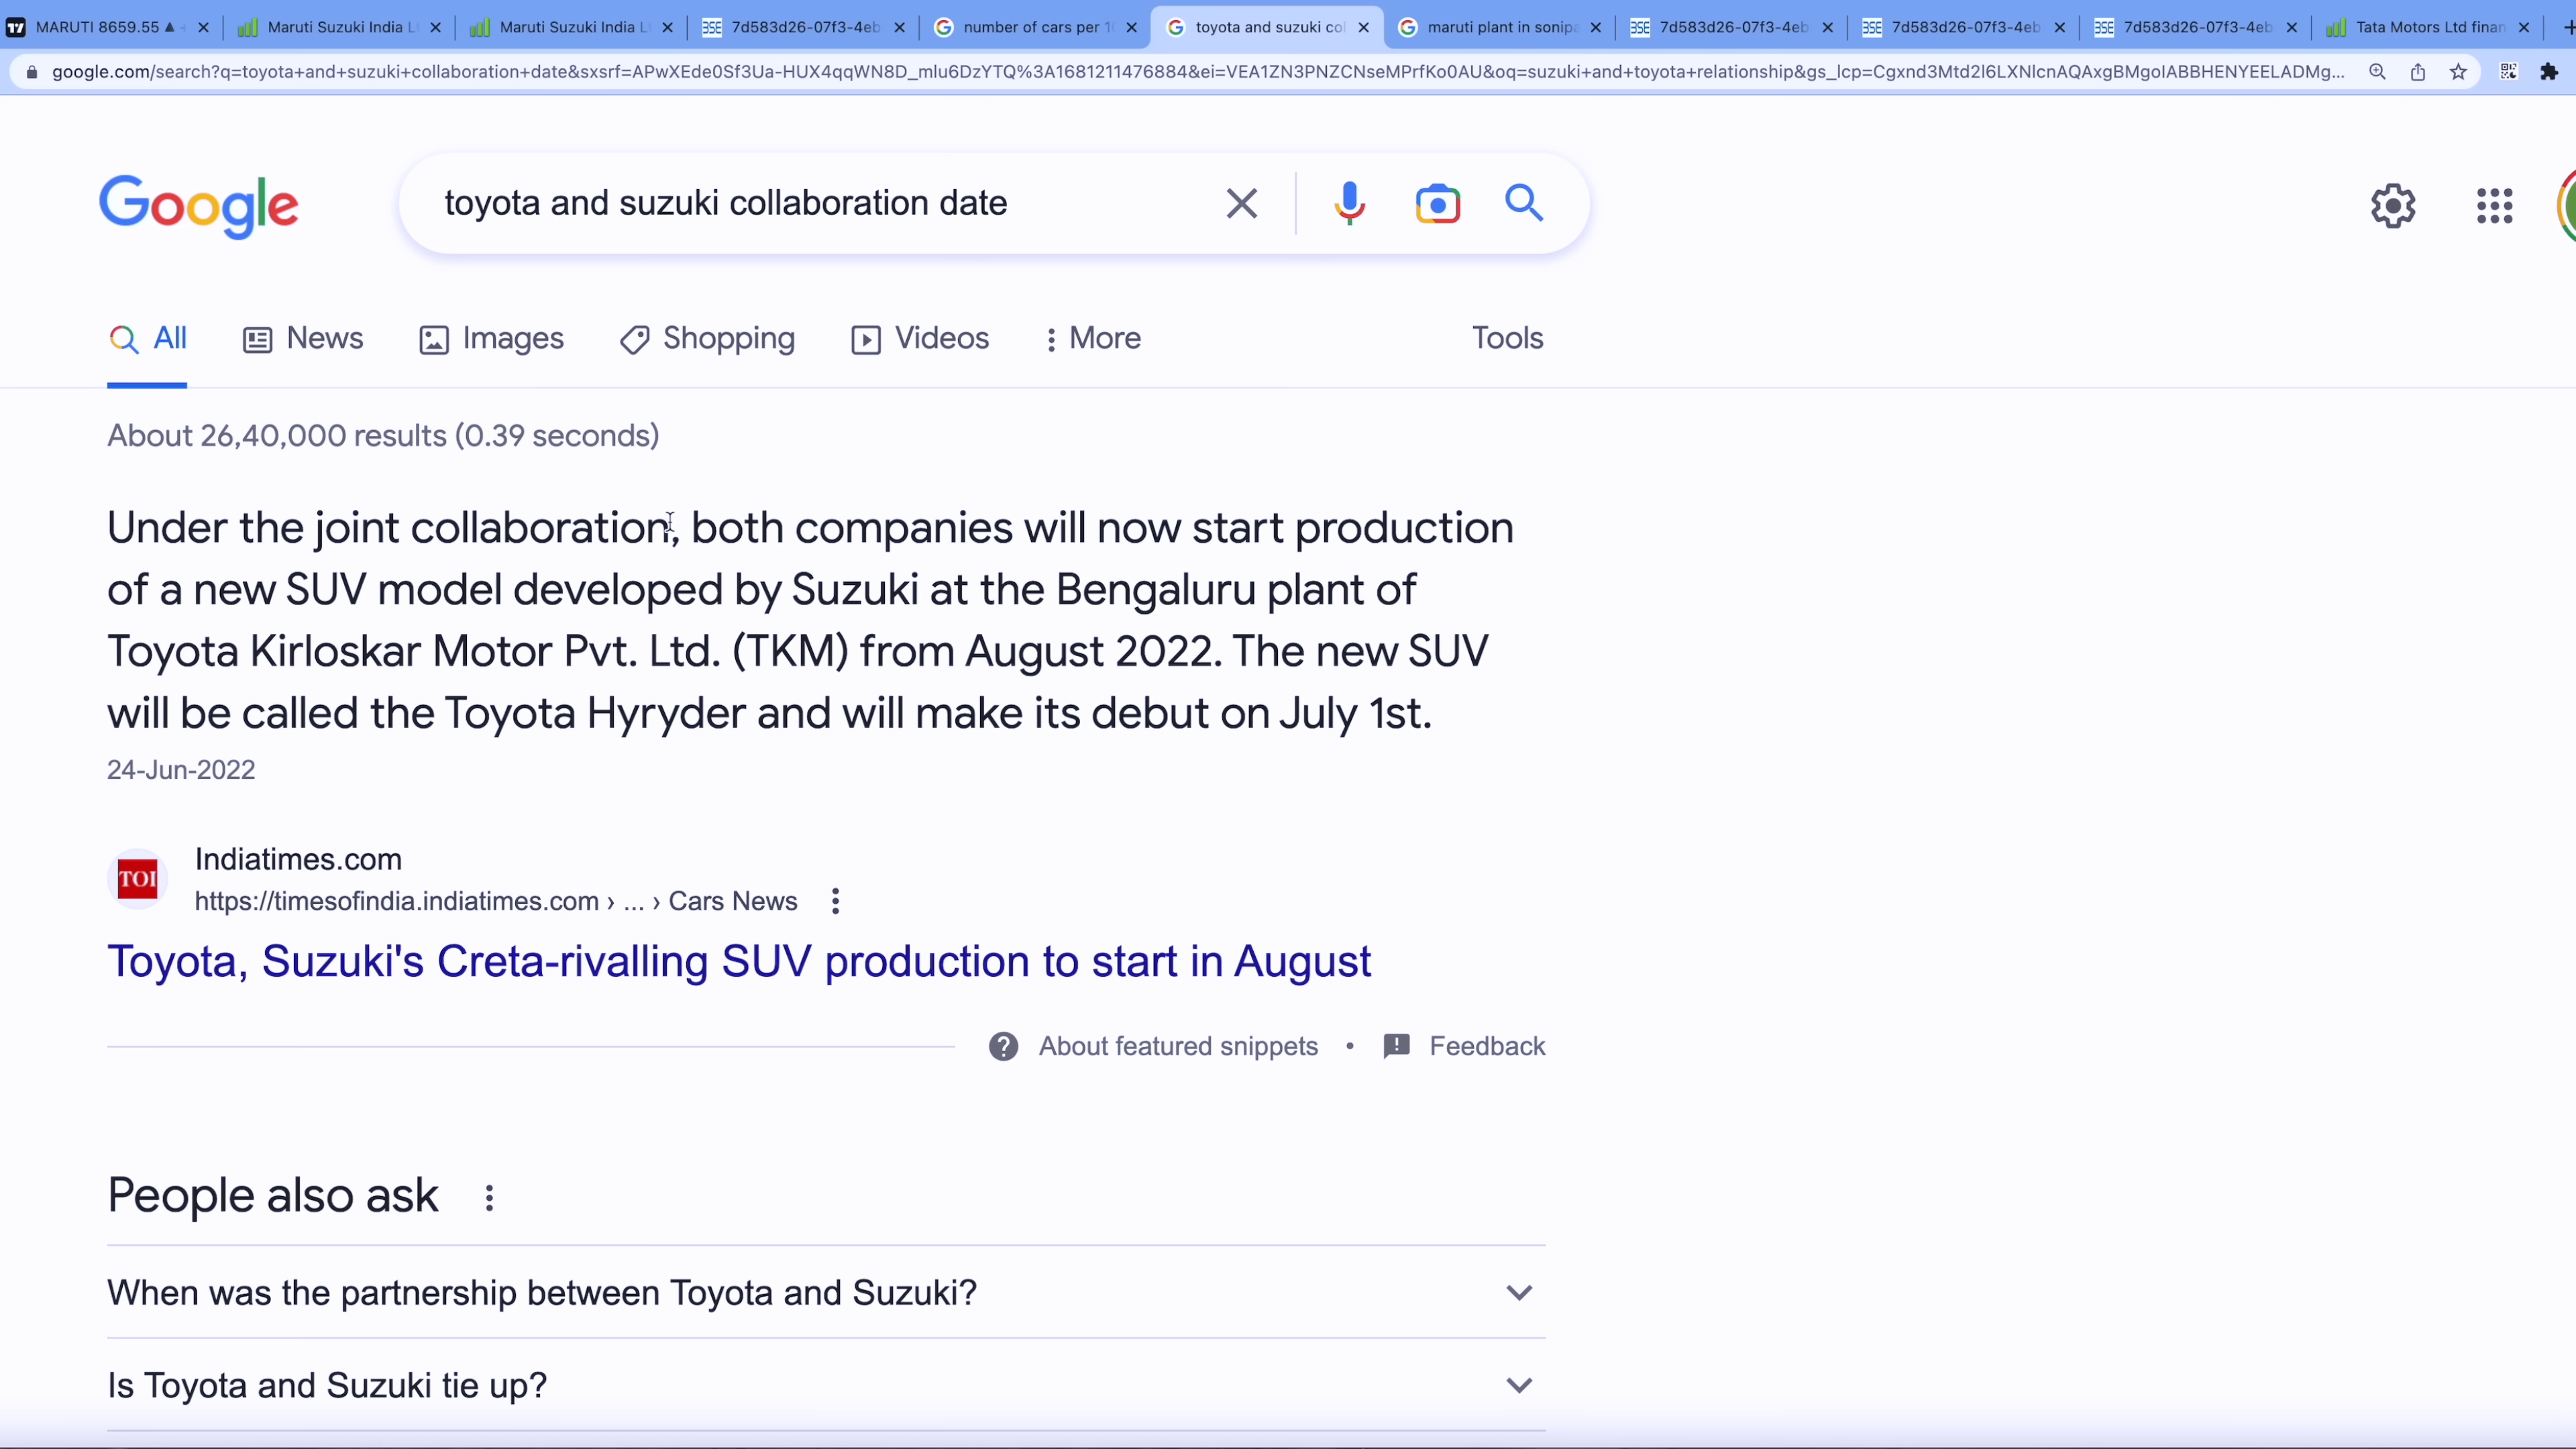 MARUTI 8659.55 ▲
Maruti Suzuki India L
Maruti Suzuki India L
7d583d26-07f3-4eb
number of cars per 1
toyota and suzuki col
maruti plant in sonipa
7d583d26-07f3-4eb
7d583d26-07f3-4eb
7d583d26-07f3-4eb
Tata Motors Ltd finan
google.com/search?q=toyota+and+suzuki+collaboration+date&sxsrf=APwXEde0Sf3Ua-HUX4qqWN8D_mlu6DzYTQ%3A1681211476884&ei=VEA1ZN3PNZCNseMPrfKo0AU&oq=suzuki+and+toyota+relationship&gs_lcp=Cgxnd3Mtd2l6LXNlcnAQAxgBMgoIABBHENYEELADMg...
Google
toyota and suzuki collaboration date
All News Images Shopping Videos More Tools
About 26,40,000 results (0.39 seconds)
Under the joint collaboration, both companies will now start production
of a new SUV model developed by Suzuki at the Bengaluru plant of
Toyota Kirloskar Motor Pvt. Ltd. (TKM) from August 2022. The new SUV
will be called the Toyota Hyryder and will make its debut on July 1st.
24-Jun-2022
TOI
Indiatimes.com
https://timesofindia.indiatimes.com › ... › Cars News
Toyota, Suzuki's Creta-rivalling SUV production to start in August
About featured snippets • Feedback
People also ask
When was the partnership between Toyota and Suzuki?
Is Toyota and Suzuki tie up?